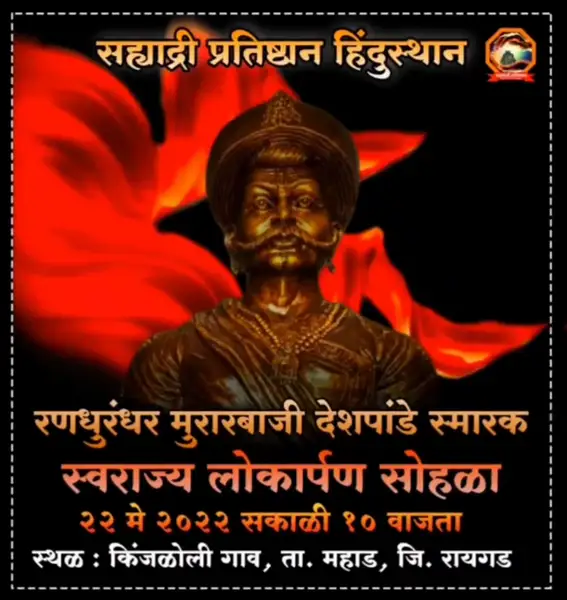 सह्याद्री प्रतिष्ठान हिंदुस्थान
रणधुरंधर मुरारबाजी देशपांडे स्मारक
स्वराज्य लोकार्पण सोहळा
२२ मे २०२२ सकाळी १० वाजता
स्थळ : किंजळोली गाव, ता. महाड, जि. रायगड